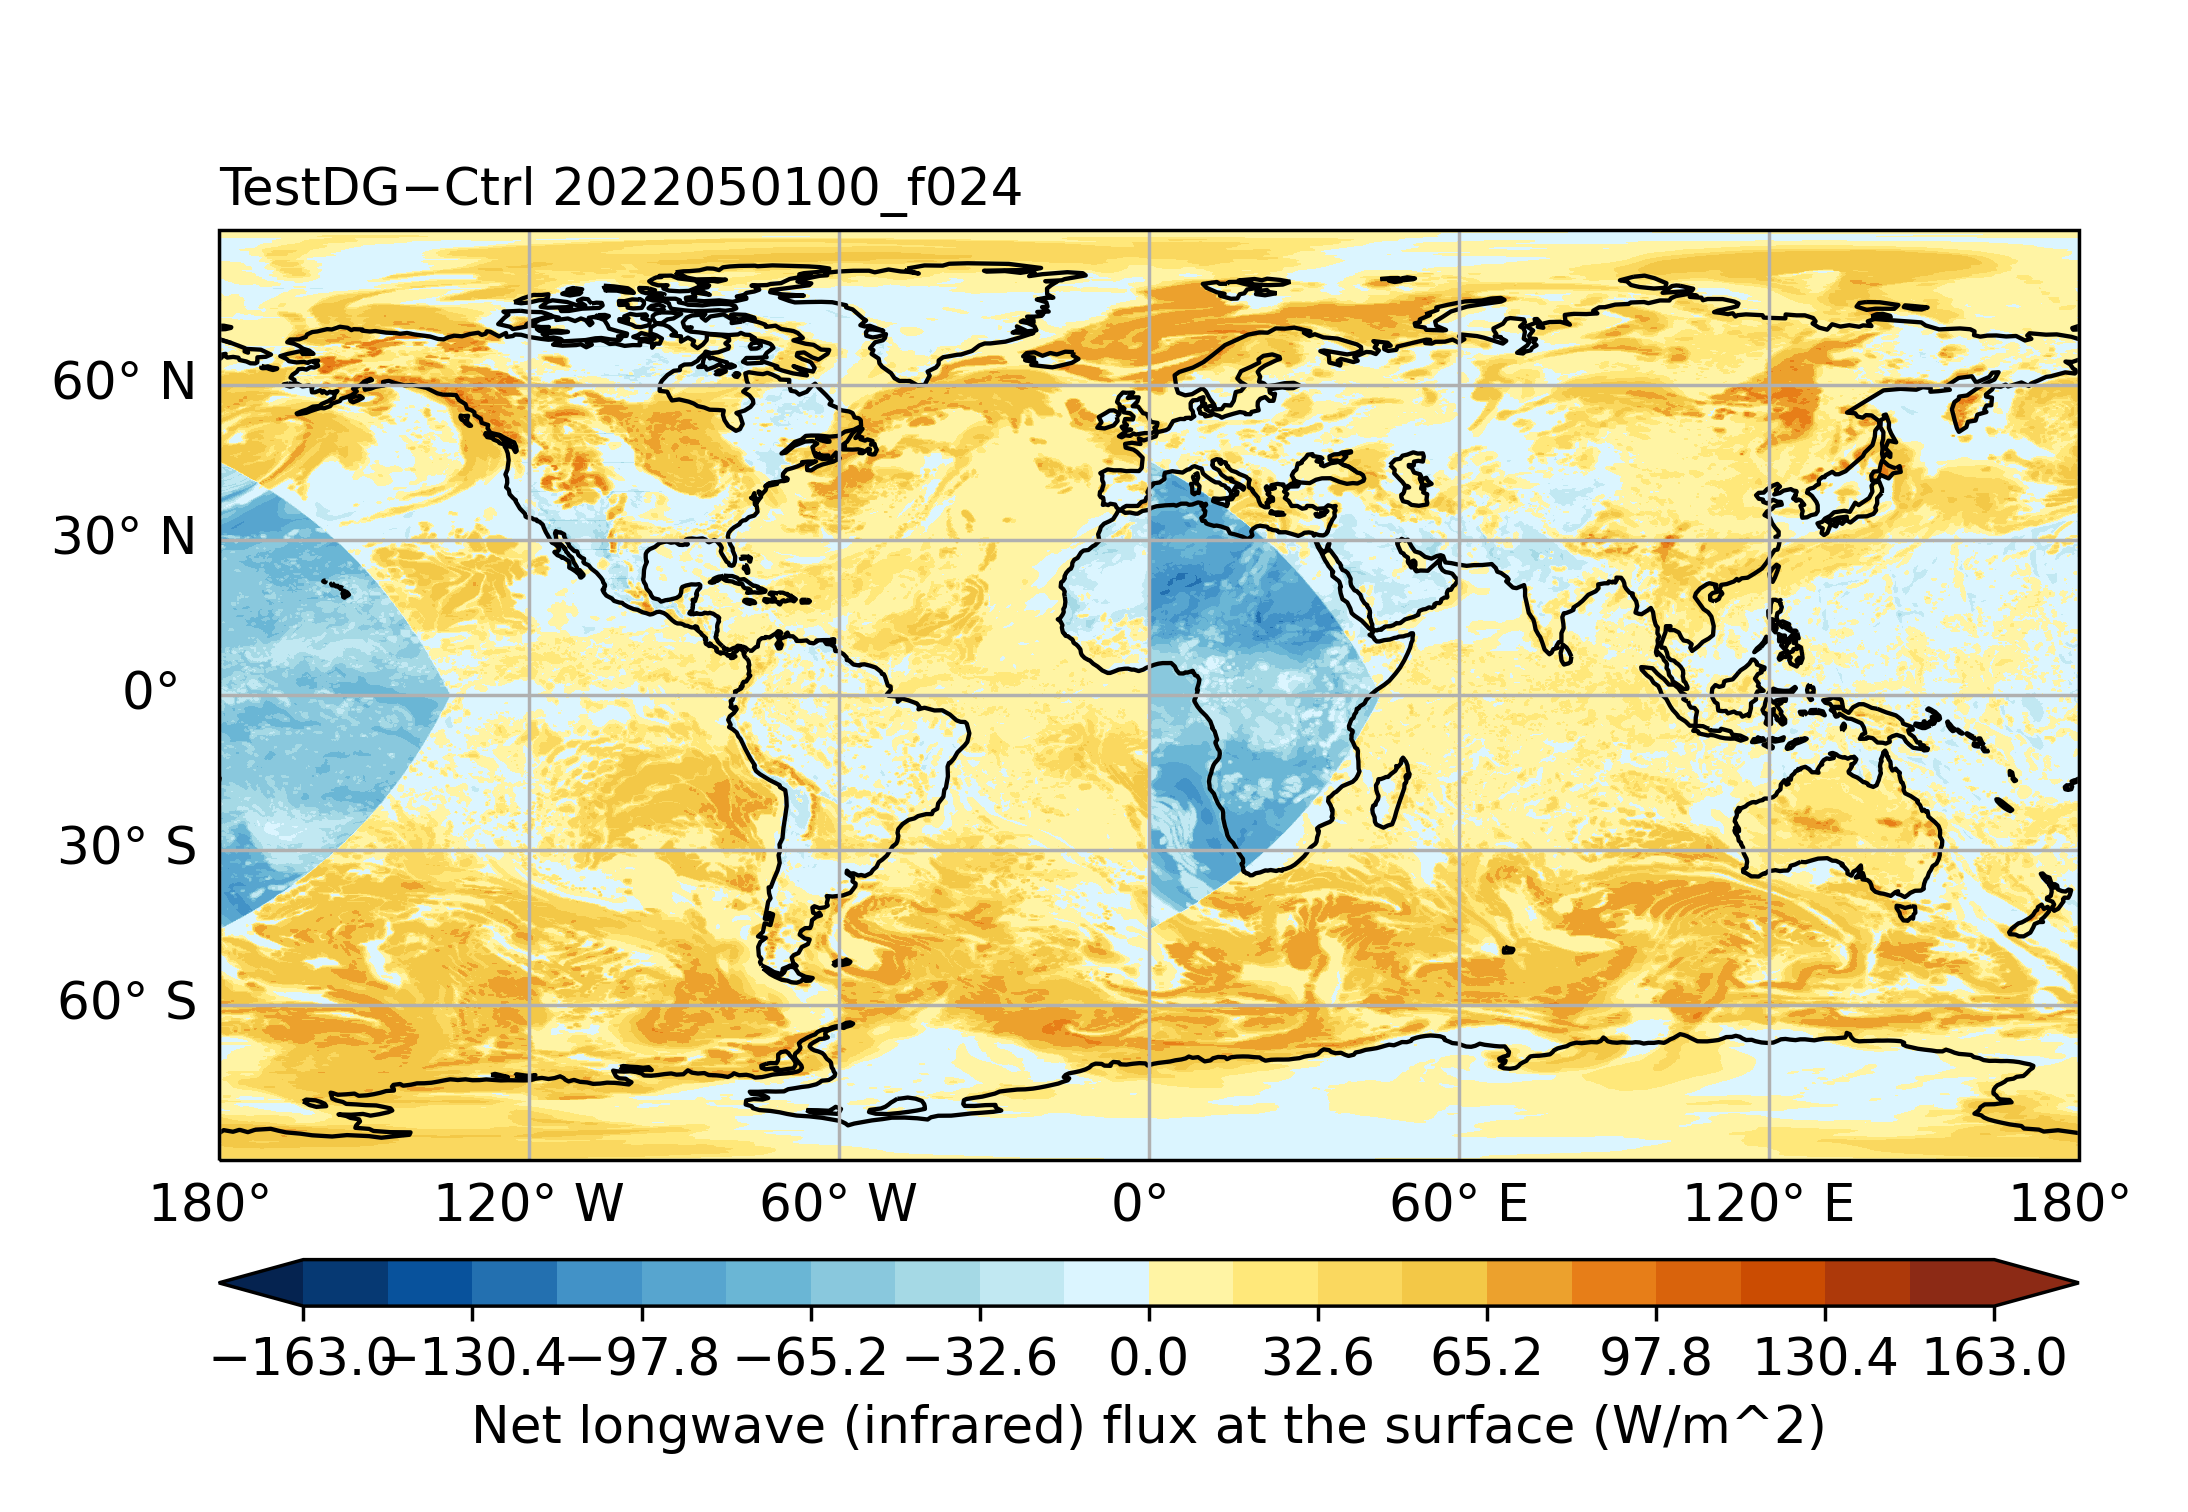 TestDG−Ctrl 2022050100_f024
60° N
30° N
0°
30° S
60° S
180° 120° W 60° W 0° 60° E 120° E 180°
−163.0 −130.4 −97.8 −65.2 −32.6 0.0 32.6 65.2 97.8 130.4 163.0
Net longwave (infrared) flux at the surface (W/m^2)